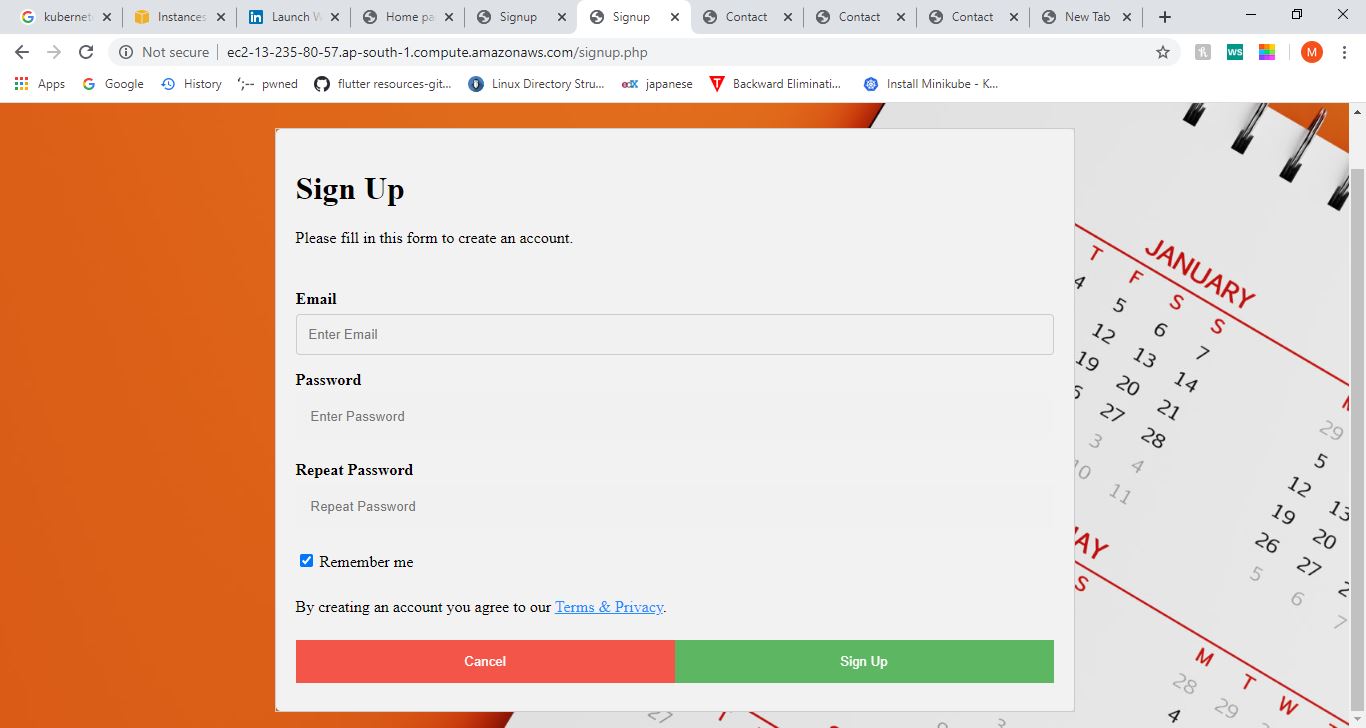 kubernet
Instances
Launch W
Home pa
Signup
Signup
Contact
Contact
Contact
New Tab
Not secure
ec2-13-235-80-57.ap-south-1.compute.amazonaws.com/signup.php
ws
M
Apps
Google
History
';-- pwned
flutter resources-git...
Linux Directory Stru...
edX japanese
Backward Eliminati...
Install Minikube - K...
Sign Up
Please fill in this form to create an account.
Email
Enter Email
Password
Enter Password
Repeat Password
Repeat Password
Remember me
By creating an account you agree to our Terms & Privacy.
Cancel
Sign Up
JANUARY
T F S S
4 5 6 7
12 13 14
19 20 21
27 28
3 4
10 11
29
5
12 13
19 20
26 27
5 6 7
S
M T W T
28 29
4
27